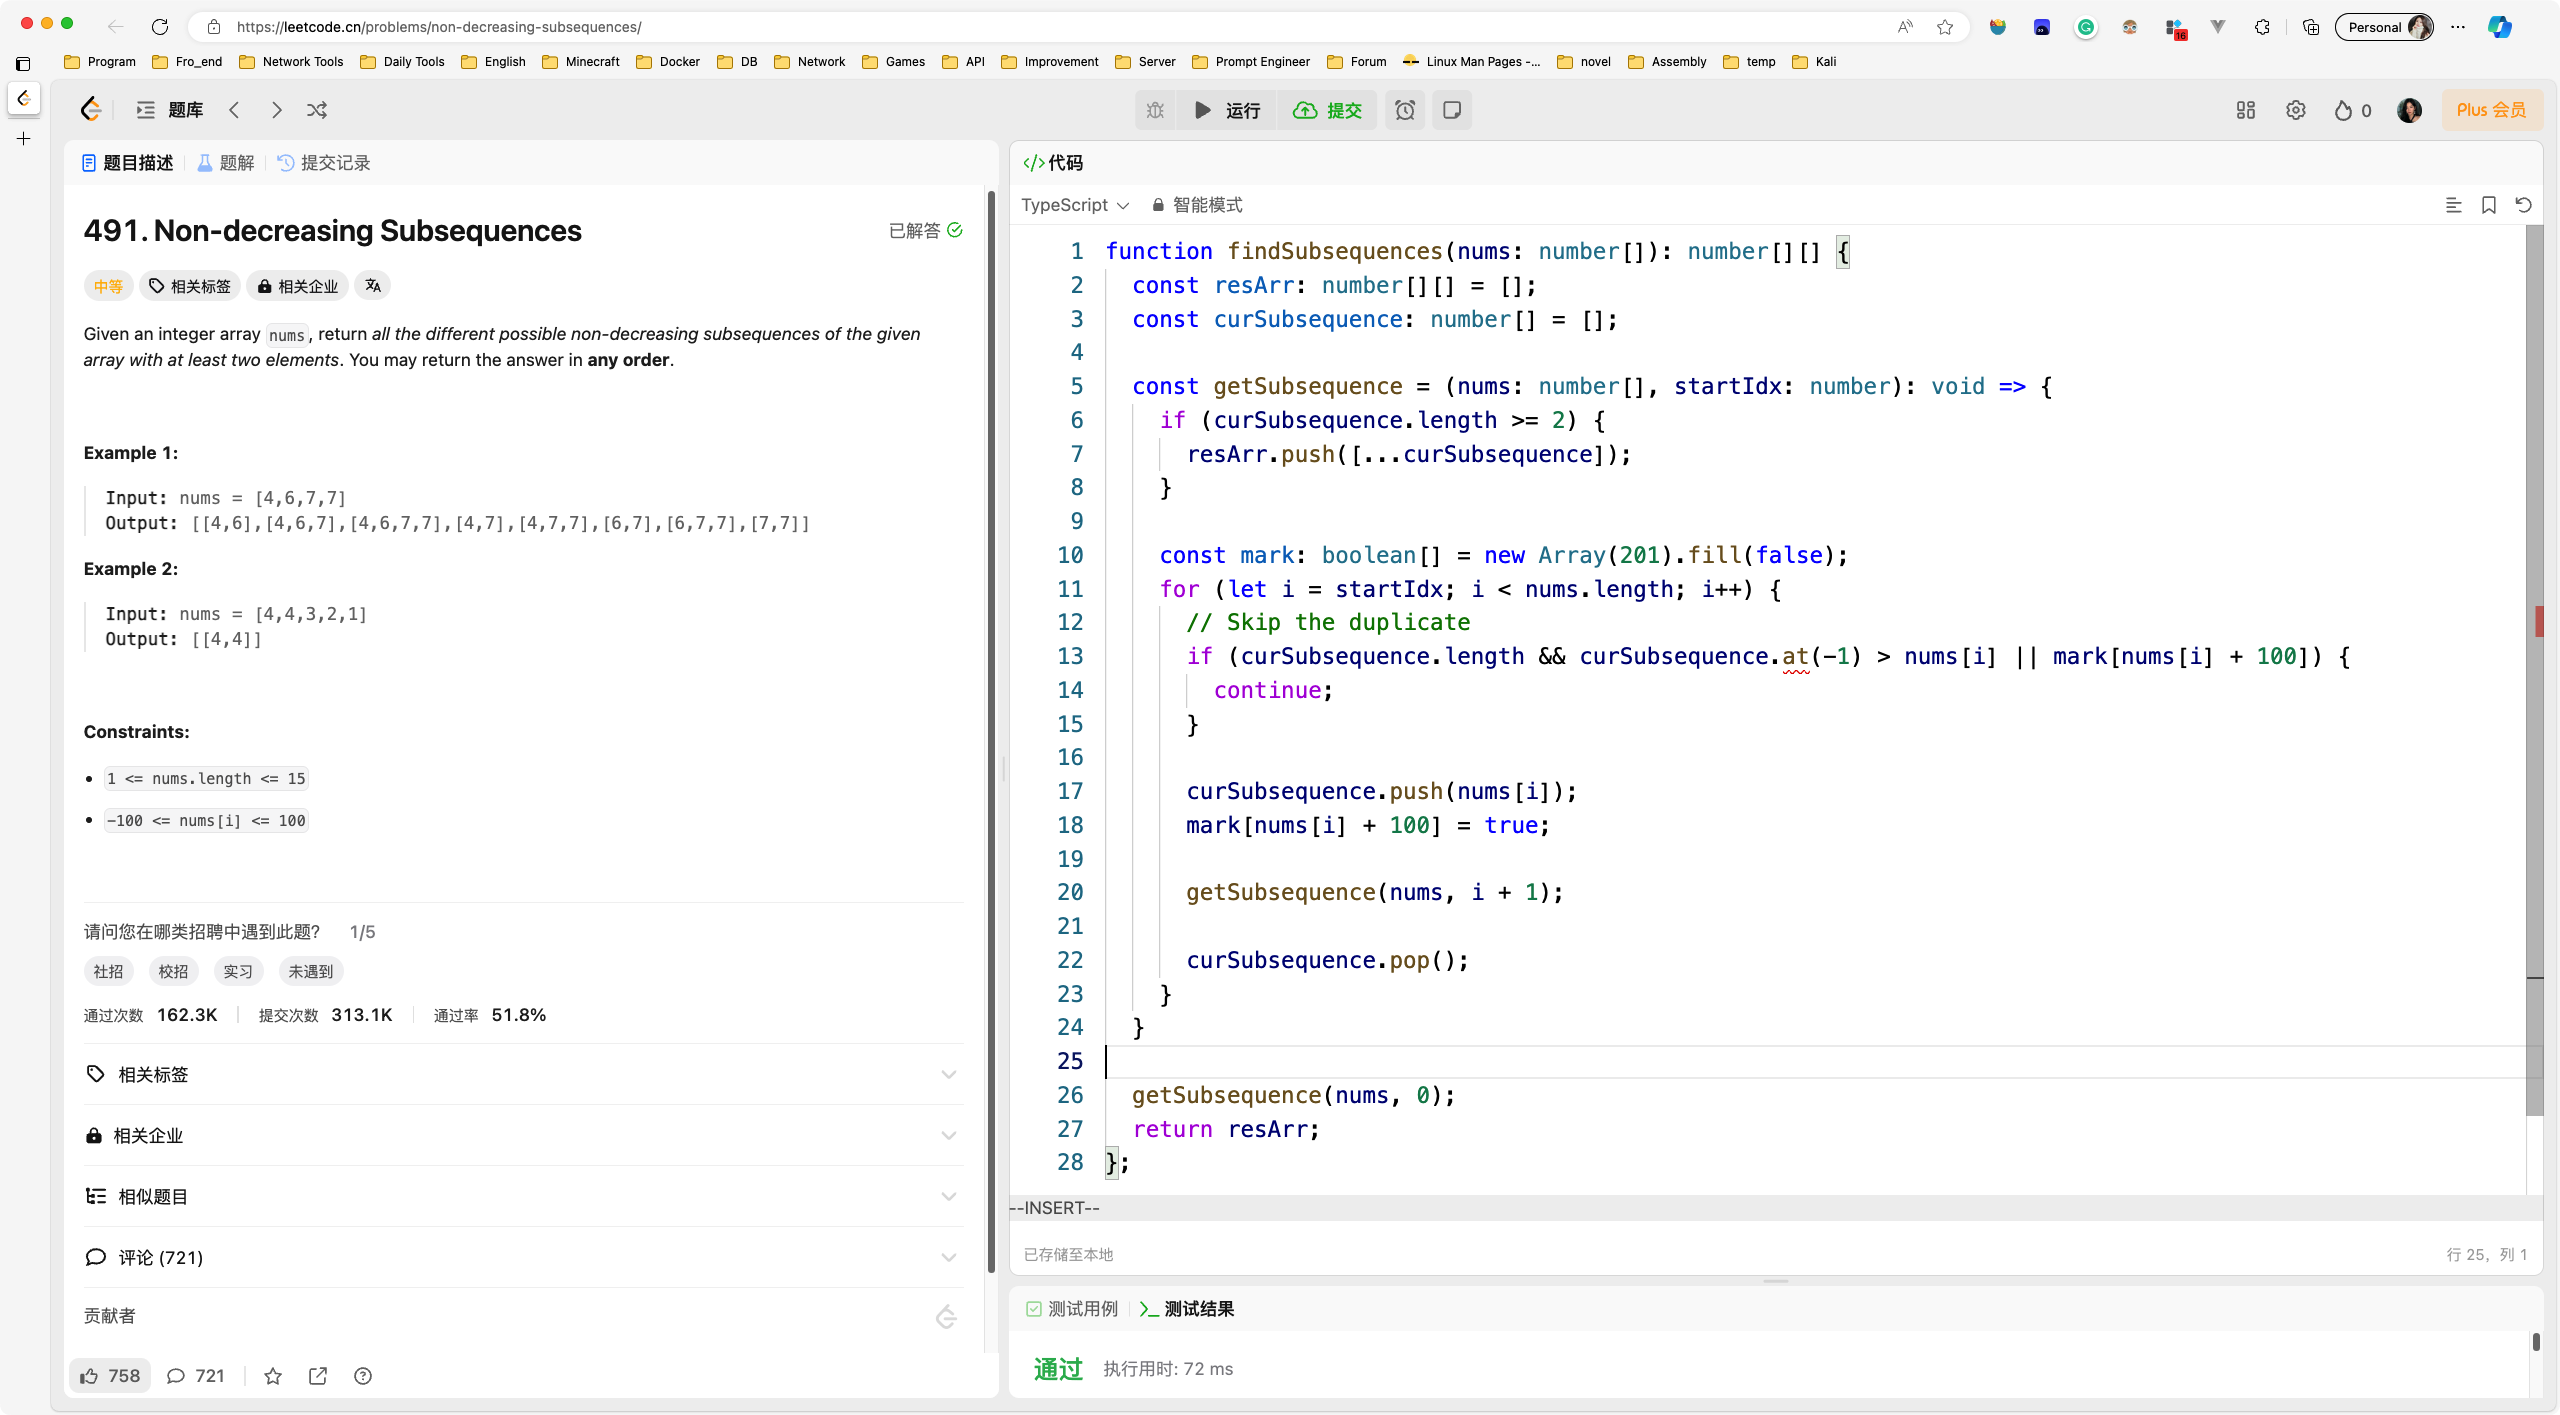 https://leetcode.cn/problems/non-decreasing-subsequences/
16
Personal
Program Fro_end Network Tools Daily Tools English Minecraft Docker DB Network Games API Improvement Server Prompt Engineer Forum Linux Man Pages -... novel Assembly temp Kali
题库
运行
提交
0
Plus 会员
题目描述 题解 提交记录
491. Non-decreasing Subsequences
已解答
中等 相关标签 相关企业
Given an integer array nums, return all the different possible non-decreasing subsequences of the given
array with at least two elements. You may return the answer in any order.
Example 1:
Input: nums = [4,6,7,7]
Output: [[4,6],[4,6,7],[4,6,7,7],[4,7],[4,7,7],[6,7],[6,7,7],[7,7]]
Example 2:
Input: nums = [4,4,3,2,1]
Output: [[4,4]]
Constraints:
1 <= nums.length <= 15
-100 <= nums[i] <= 100
请问您在哪类招聘中遇到此题? 1/5
社招 校招 实习 未遇到
通过次数 162.3K 提交次数 313.1K 通过率 51.8%
相关标签
相关企业
相似题目
评论 (721)
贡献者
758 721
</> 代码
TypeScript 智能模式
1 function findSubsequences(nums: number[]): number[][] {
2 const resArr: number[][] = [];
3 const curSubsequence: number[] = [];
4
5 const getSubsequence = (nums: number[], startIdx: number): void => {
6 if (curSubsequence.length >= 2) {
7 resArr.push([...curSubsequence]);
8 }
9
10 const mark: boolean[] = new Array(201).fill(false);
11 for (let i = startIdx; i < nums.length; i++) {
12 // Skip the duplicate
13 if (curSubsequence.length && curSubsequence.at(-1) > nums[i] || mark[nums[i] + 100]) {
14 continue;
15 }
16
17 curSubsequence.push(nums[i]);
18 mark[nums[i] + 100] = true;
19
20 getSubsequence(nums, i + 1);
21
22 curSubsequence.pop();
23 }
24 }
25
26 getSubsequence(nums, 0);
27 return resArr;
28 };
--INSERT--
已存储至本地
行 25, 列 1
测试用例 >_ 测试结果
通过 执行用时: 72 ms